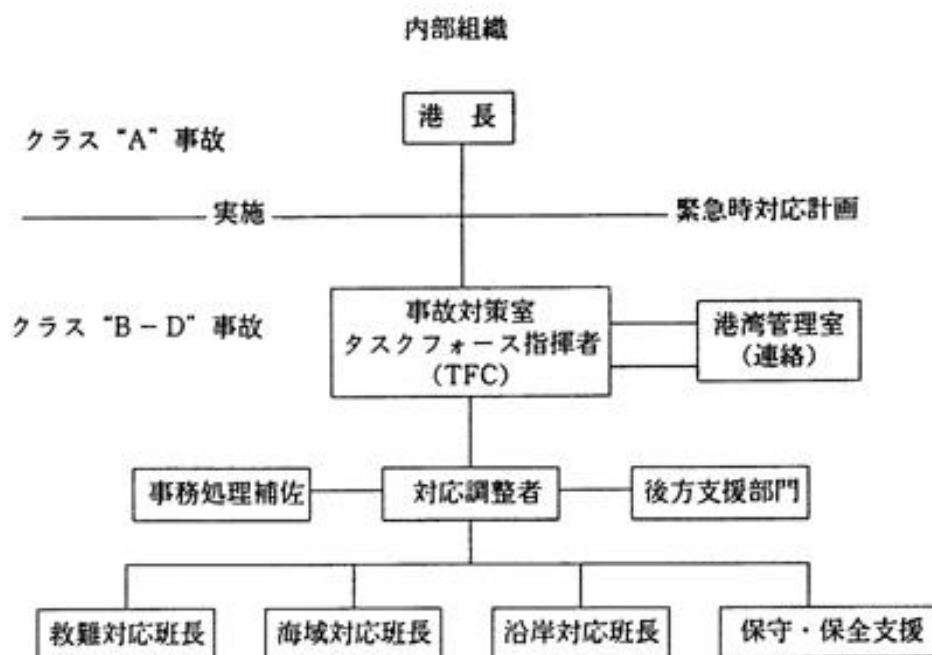 内部組織
港 長
クラス “A” 事故
実施
緊急時対応計画
クラス “B－D” 事故
事故対策室
タスクフォース指揮者
(TFC)
港湾管理室
(連絡)
事務処理補佐
対応調整者
後方支援部門
救難対応班長
海域対応班長
沿岸対応班長
保守・保全支援